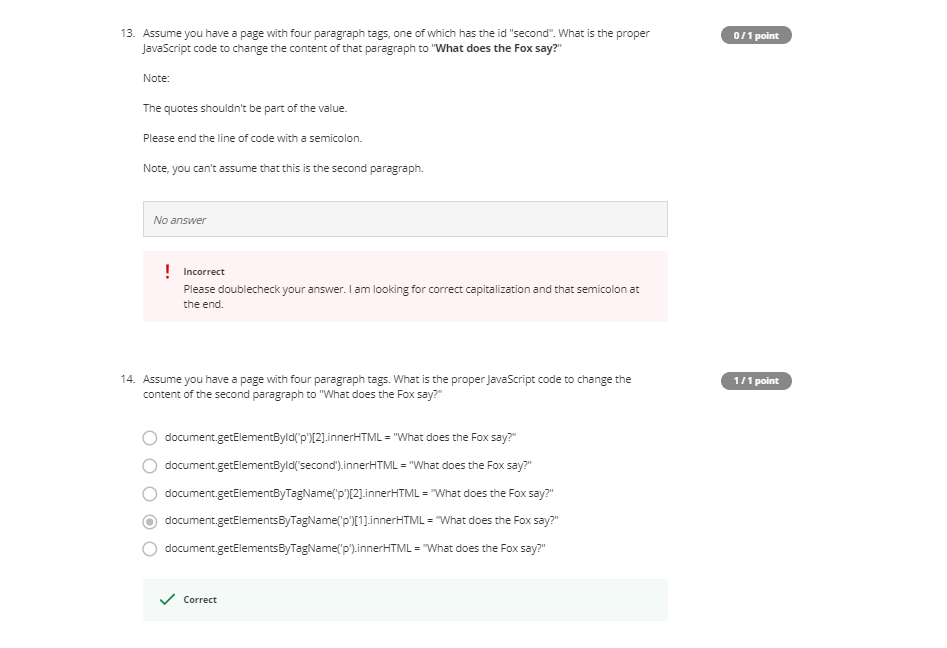 13. Assume you have a page with four paragraph tags, one of which has the id "second". What is the proper
0 / 1 point
JavaScript code to change the content of that paragraph to "What does the Fox say?"
Note:
The quotes shouldn't be part of the value.
Please end the line of code with a semicolon.
Note, you can't assume that this is the second paragraph.
No answer
! Incorrect
Please doublecheck your answer. I am looking for correct capitalization and that semicolon at
the end.
14. Assume you have a page with four paragraph tags. What is the proper JavaScript code to change the
1 / 1 point
content of the second paragraph to "What does the Fox say?"
document.getElementById('p')[2].innerHTML = "What does the Fox say?"
document.getElementById('second').innerHTML = "What does the Fox say?"
document.getElementByTagName('p')[2].innerHTML = "What does the Fox say?"
document.getElementsByTagName('p')[1].innerHTML = "What does the Fox say?"
document.getElementsByTagName('p').innerHTML = "What does the Fox say?"
Correct